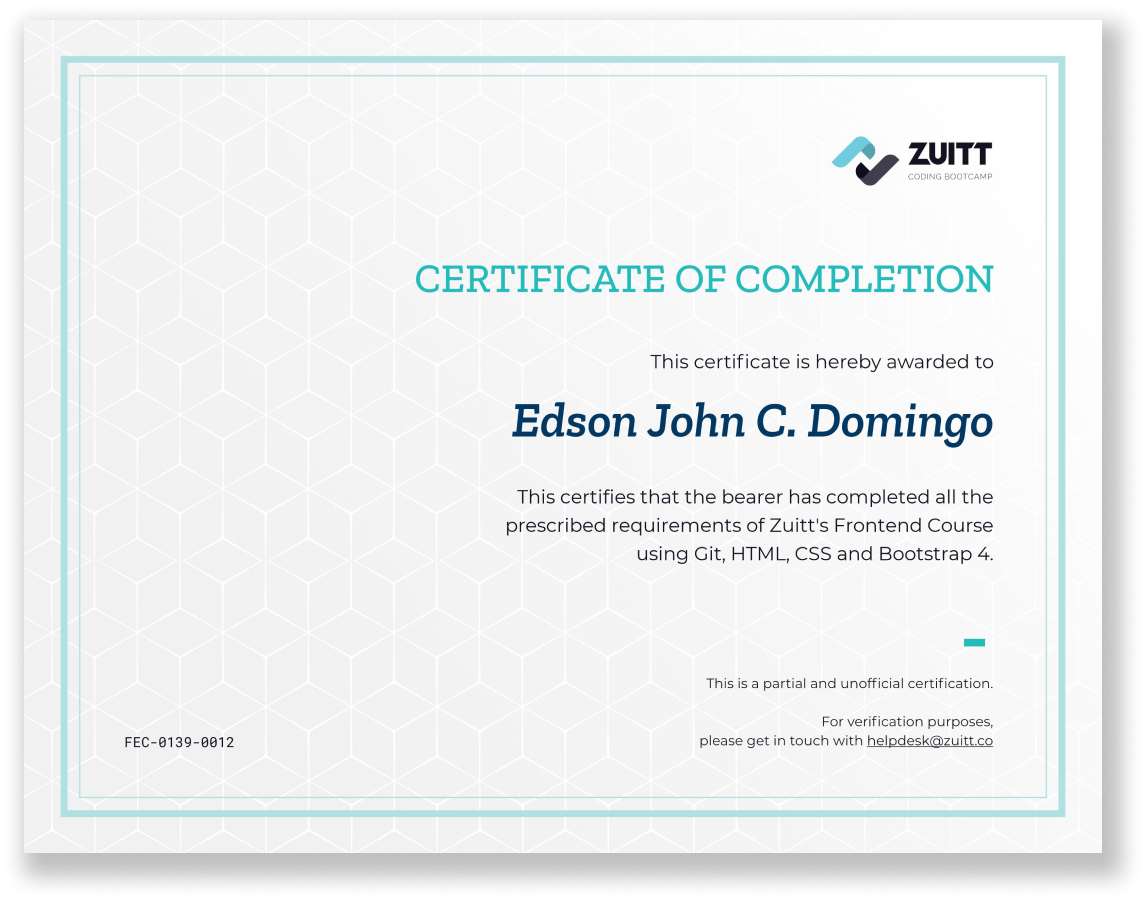 ZUITT
CODING BOOTCAMP
CERTIFICATE OF COMPLETION
This certificate is hereby awarded to
Edson John C. Domingo
This certifies that the bearer has completed all the
prescribed requirements of Zuitt's Frontend Course
using Git, HTML, CSS and Bootstrap 4.
This is a partial and unofficial certification.
For verification purposes,
please get in touch with helpdesk@zuitt.co
FEC-0139-0012